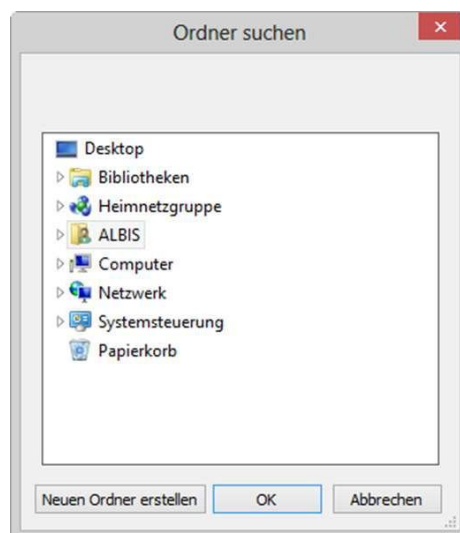 Ordner suchen
Desktop
Bibliotheken
Heimnetzgruppe
ALBIS
Computer
Netzwerk
Systemsteuerung
Papierkorb
Neuen Ordner erstellen OK Abbrechen